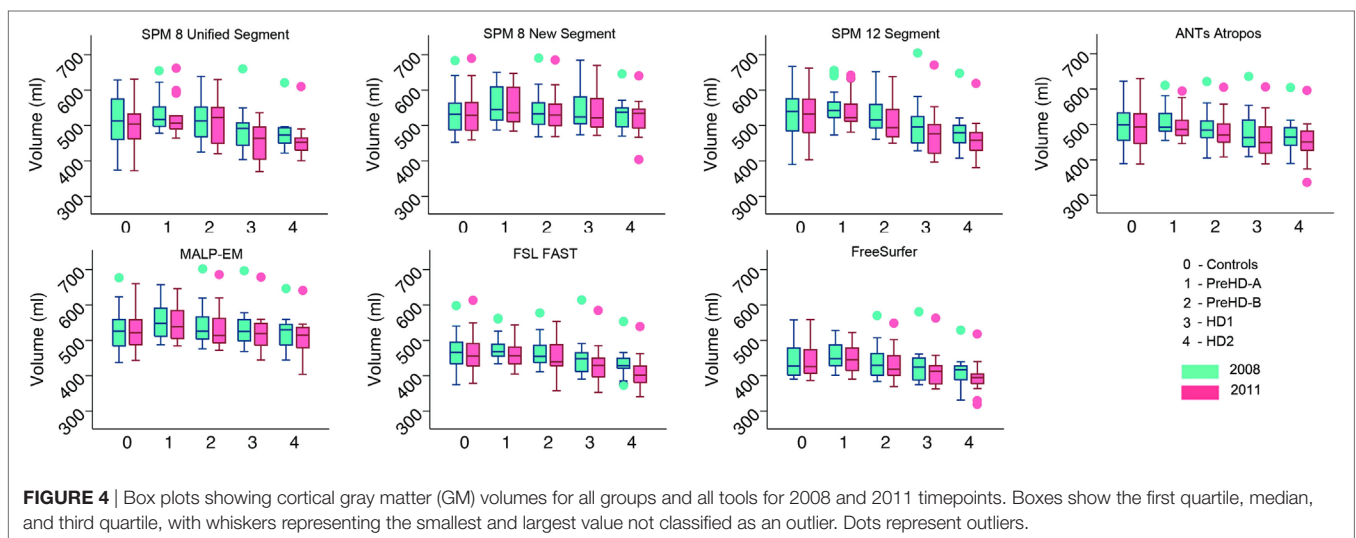 SPM 8 Unified Segment
Volume (ml)
700
600
500
400
300
0 1 2 3 4
SPM 8 New Segment
Volume (ml)
700
600
500
400
300
0 1 2 3 4
SPM 12 Segment
Volume (ml)
700
600
500
400
300
0 1 2 3 4
ANTs Atropos
Volume (ml)
700
600
500
400
300
0 1 2 3 4
MALP-EM
Volume (ml)
700
600
500
400
300
0 1 2 3 4
FSL FAST
Volume (ml)
700
600
500
400
300
0 1 2 3 4
FreeSurfer
Volume (ml)
700
600
500
400
300
0 1 2 3 4
0 - Controls
1 - PreHD-A
2 - PreHD-B
3 - HD1
4 - HD2
2008
2011
FIGURE 4 | Box plots showing cortical gray matter (GM) volumes for all groups and all tools for 2008 and 2011 timepoints. Boxes show the first quartile, median,
and third quartile, with whiskers representing the smallest and largest value not classified as an outlier. Dots represent outliers.